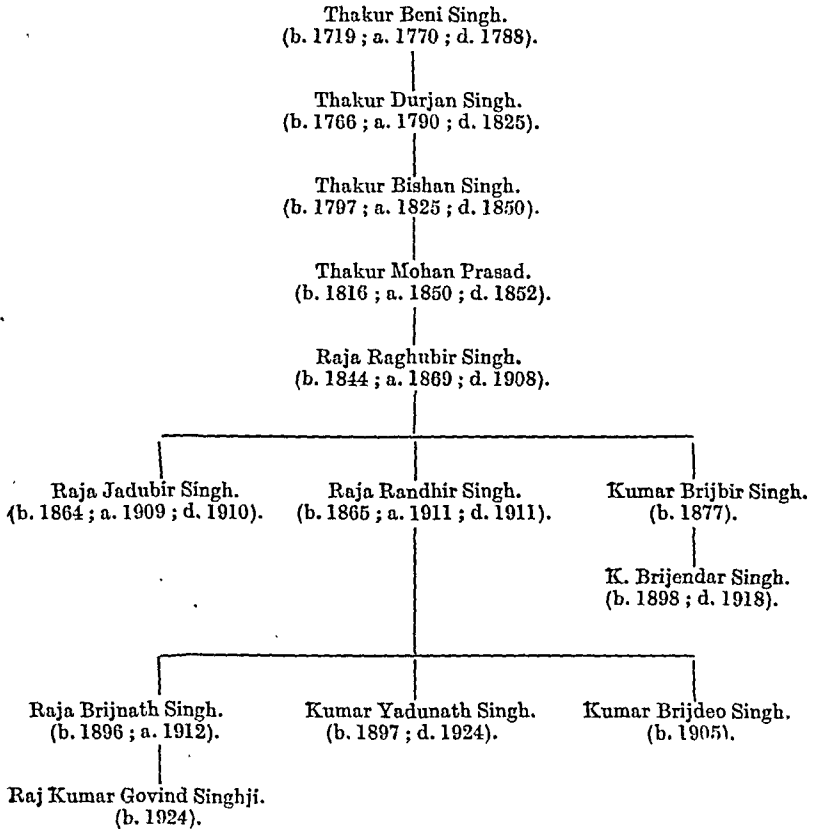 Thakur Beni Singh.
(b. 1719 ; a. 1770 ; d. 1788).
Thakur Durjan Singh.
(b. 1766 ; a. 1790 ; d. 1825).
Thakur Bishan Singh.
(b. 1797 ; a. 1825 ; d. 1850).
Thakur Mohan Prasad.
(b. 1816 ; a. 1850 ; d. 1852).
Raja Raghubir Singh.
(b. 1844 ; a. 1869 ; d. 1908).
Raja Jadubir Singh.
(b. 1864 ; a. 1909 ; d. 1910).
Raja Randhir Singh.
(b. 1865 ; a. 1911 ; d. 1911).
Kumar Brijbir Singh.
(b. 1877).
K. Brijendar Singh.
(b. 1898 ; d. 1918).
Raja Brijnath Singh.
(b. 1896 ; a. 1912).
Kumar Yadunath Singh.
(b. 1897 ; d. 1924).
Kumar Brijdeo Singh.
(b. 1905).
Raj Kumar Govind Singhji.
(b. 1924).